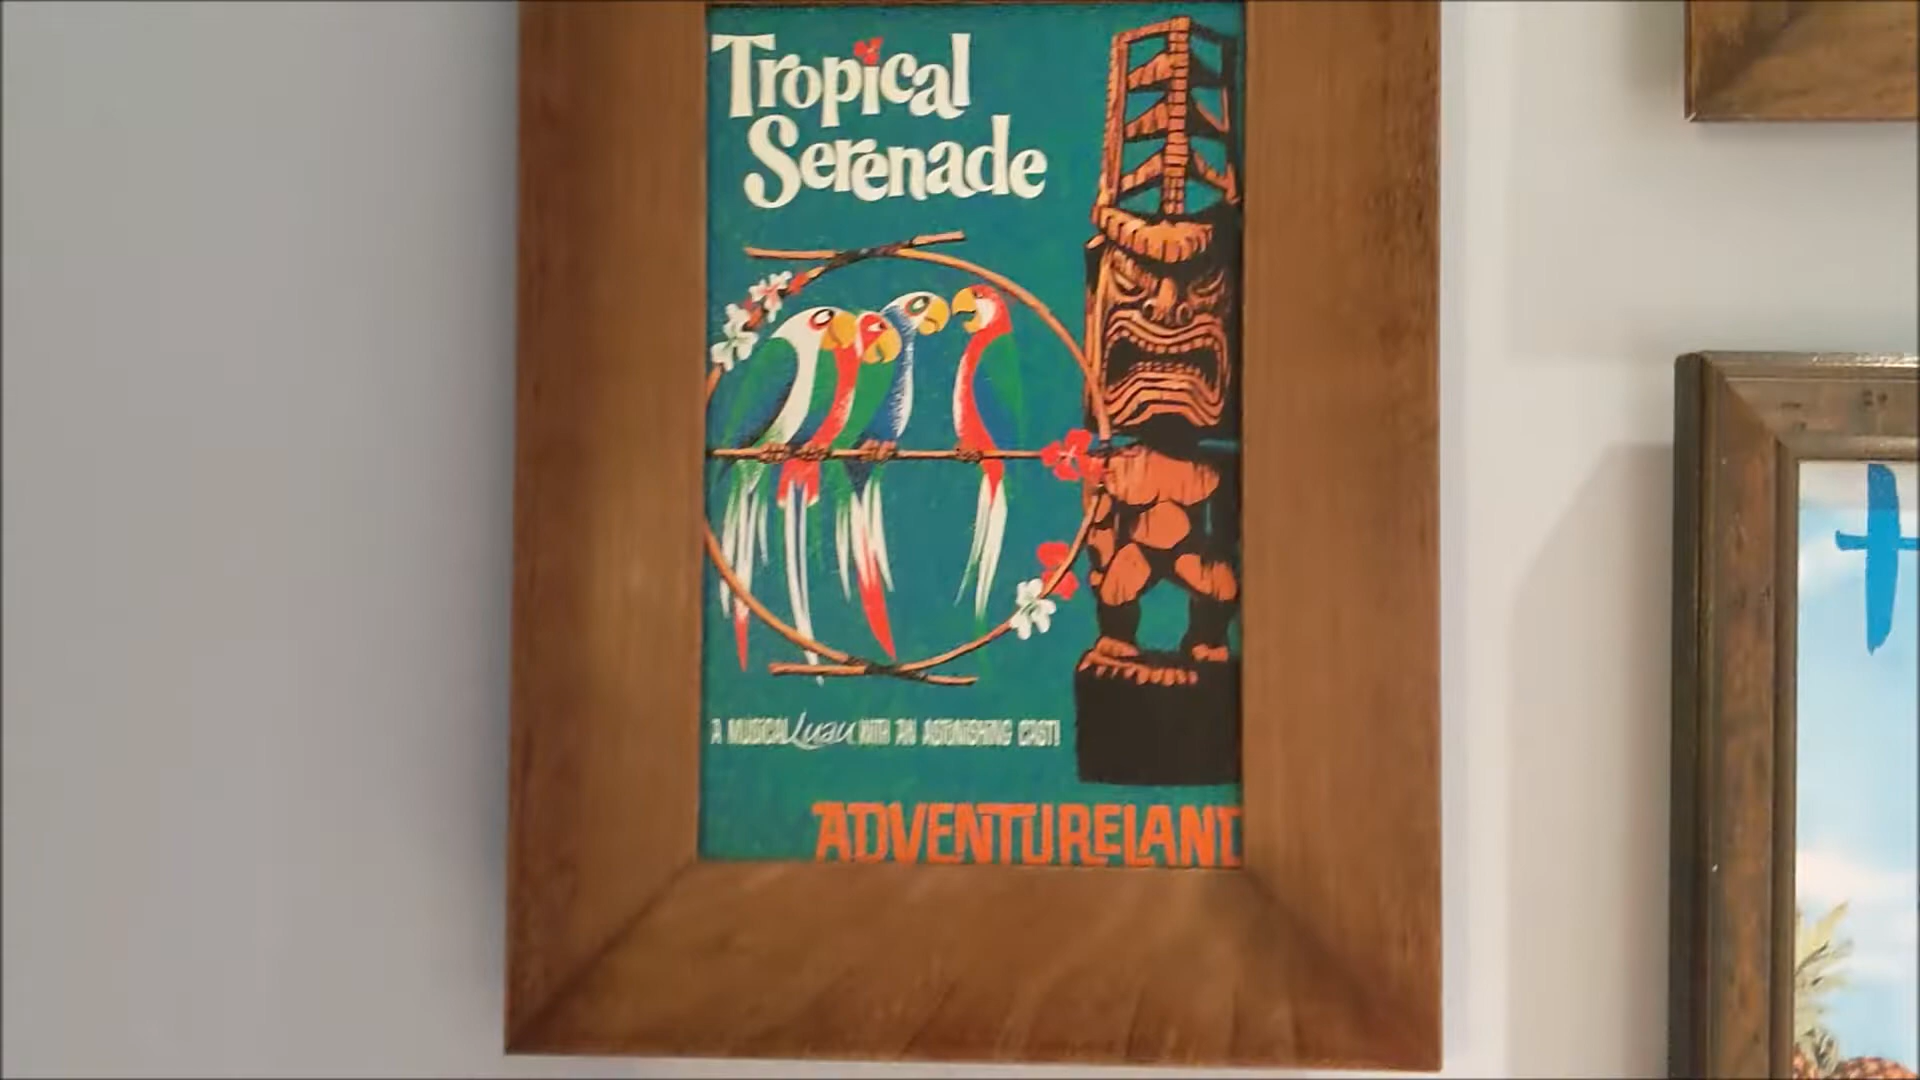 Tropical
Serenade
A MUSICAL Luau WITH AN ASTONISHING CAST!
ADVENTURELAND